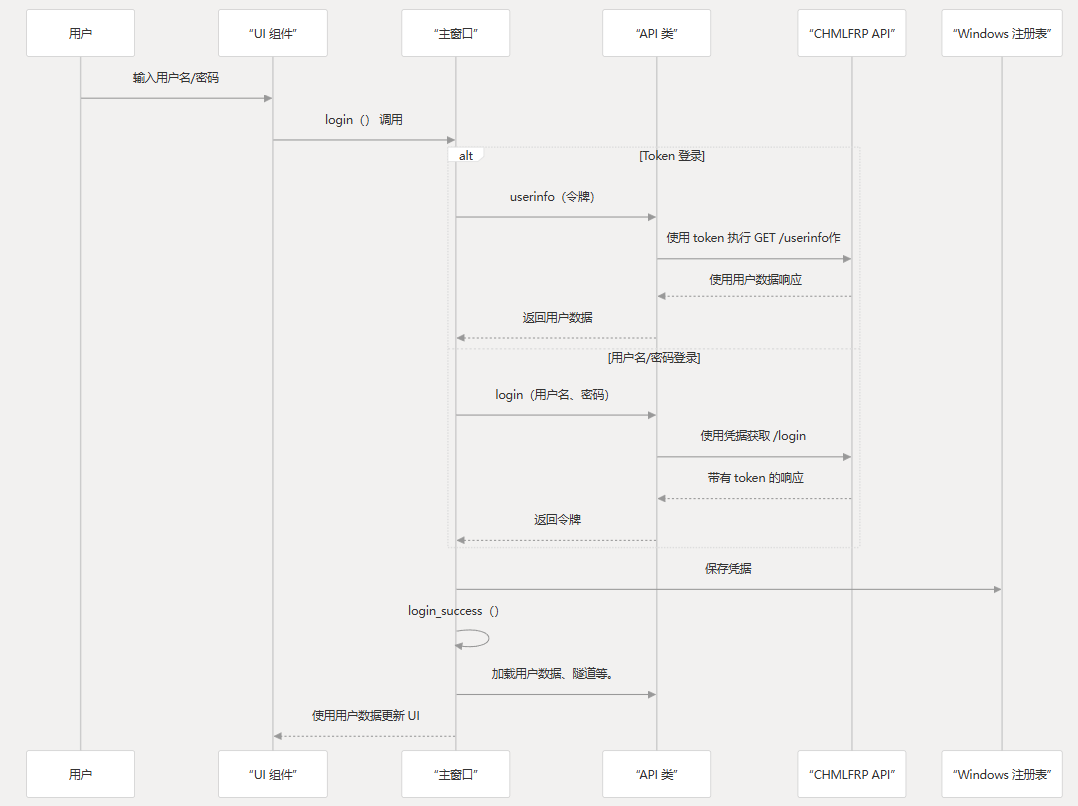 用户
“UI 组件”
“主窗口”
“API 类”
“CHMLFRP API”
“Windows 注册表”
输入用户名/密码
login（） 调用
alt
[Token 登录]
userinfo（令牌）
使用 token 执行 GET /userinfo作
使用用户数据响应
返回用户数据
[用户名/密码登录]
login（用户名、密码）
使用凭据获取 /login
带有 token 的响应
返回令牌
保存凭据
login_success（）
加载用户数据、隧道等。
使用用户数据更新 UI
用户
“UI 组件”
“主窗口”
“API 类”
“CHMLFRP API”
“Windows 注册表”